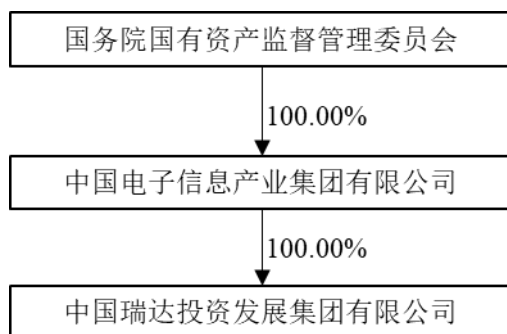 国务院国有资产监督管理委员会
100.00%
中国电子信息产业集团有限公司
100.00%
中国瑞达投资发展集团有限公司